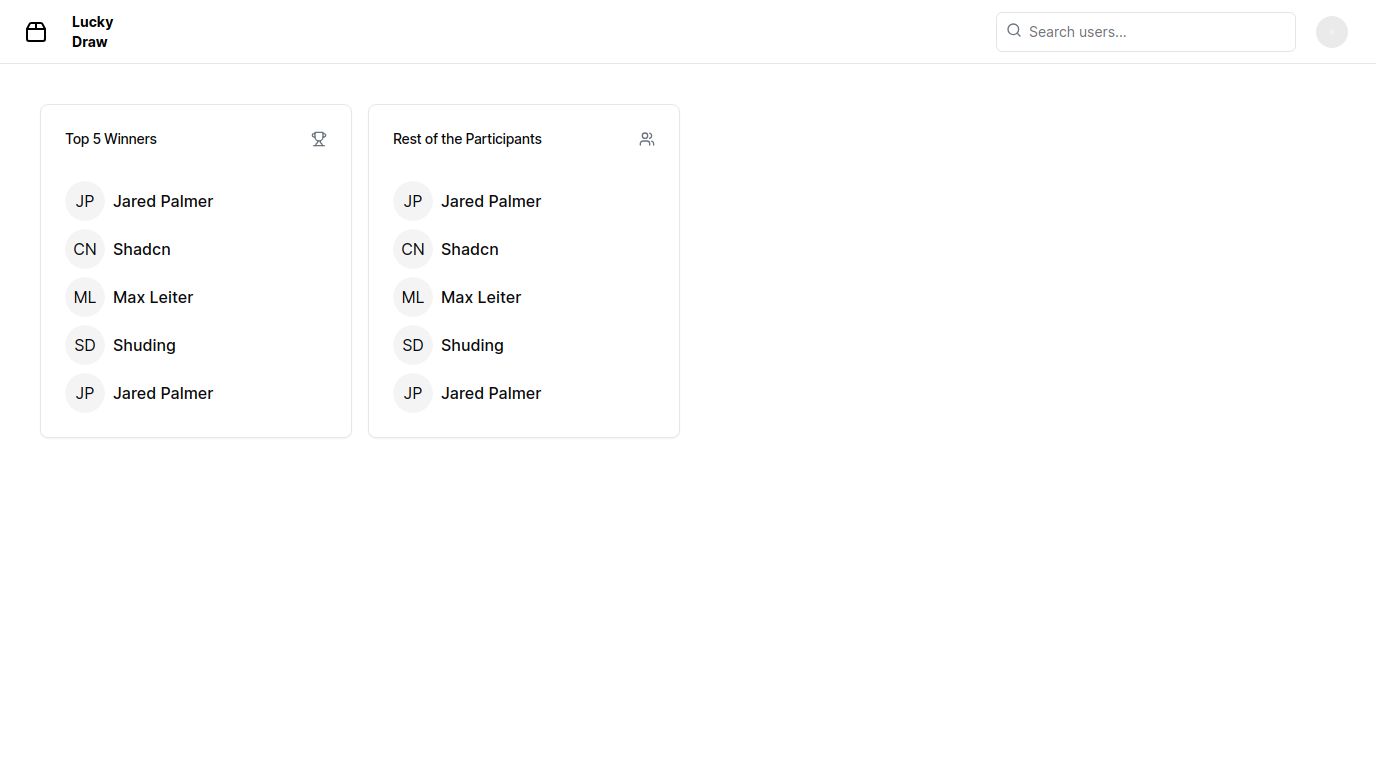 Lucky
Draw
Search users...
Top 5 Winners
JP Jared Palmer
CN Shadcn
ML Max Leiter
SD Shuding
JP Jared Palmer
Rest of the Participants
JP Jared Palmer
CN Shadcn
ML Max Leiter
SD Shuding
JP Jared Palmer